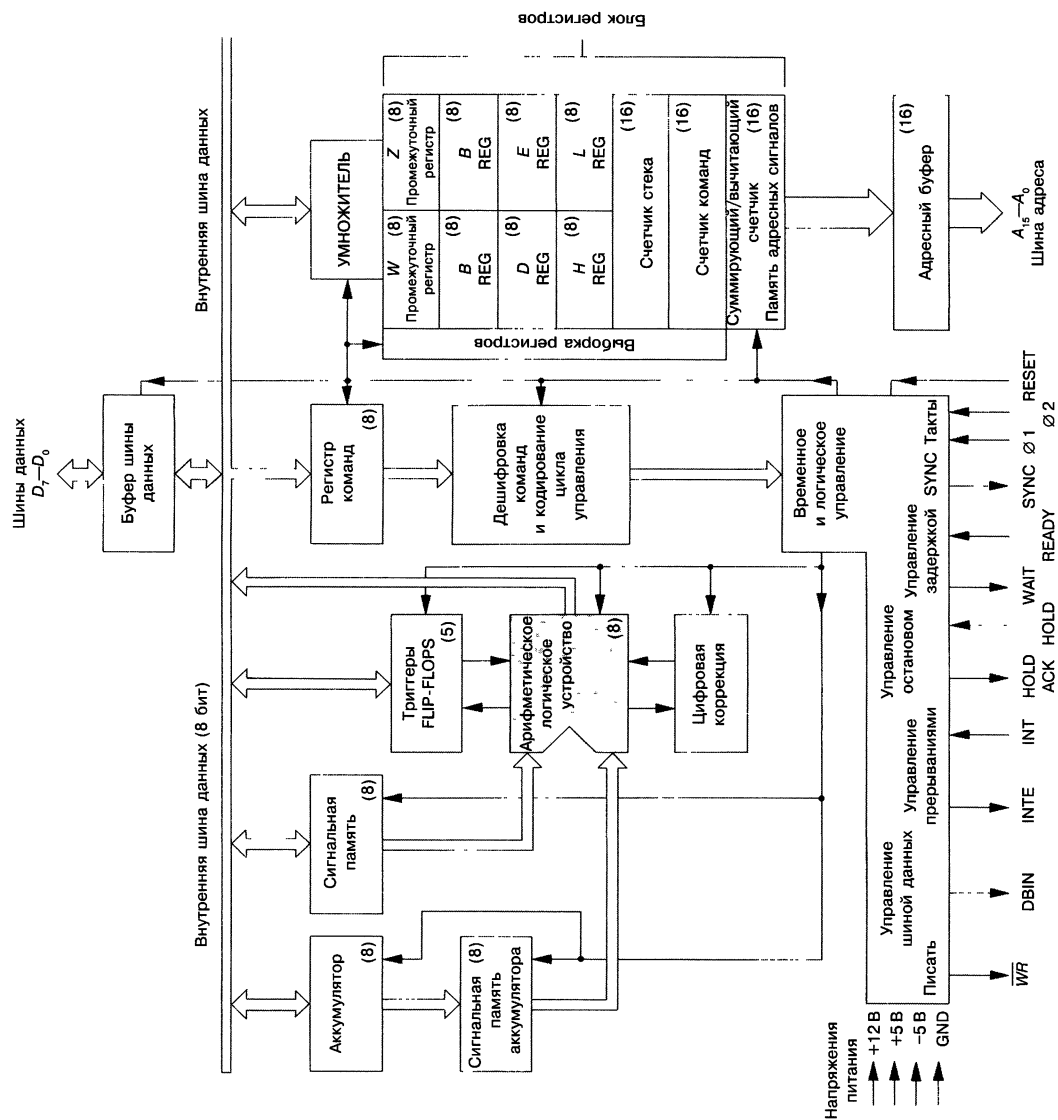 Шины данных
D₇—D₀
Буфер шины
данных
Внутренняя шина данных (8 бит)
Внутренняя шина данных
Аккумулятор
(8)
Сигнальная
память
(8)
Триггеры
FLIP-FLOPS
(5)
Регистр
команд
(8)
УМНОЖИТЕЛЬ
Блок регистров
Сигнальная
память
аккумулятора
(8)
Арифметическое
логическое
устройство
(8)
Дешифровка
команд
и кодирование
цикла
управления
Выборка регистров
W
(8)
Промежуточный
регистр
Z
(8)
Промежуточный
регистр
B
(8)
REG
B
(8)
REG
D
(8)
REG
E
(8)
REG
H
(8)
REG
L
(8)
REG
Счетчик стека
(16)
Счетчик команд
(16)
Суммирующий/вычитающий
счетчик
(16)
Память адресных сигналов
Цифровая
коррекция
Адресный буфер
(16)
A₁₅—A₀
Шина адреса
Временное
и логическое
управления
Писать
Управление
шиной данных
Управление
прерываниями
Управление
остановом
Управление
задержкой
SYNC
Такты
Напряжения
питания
+12 В
+5 В
−5 В
GND
W̅R̅
DBIN
INTE
INT
HOLD
ACK
HOLD
WAIT
READY
SYNC
Ø 1
Ø 2
RESET